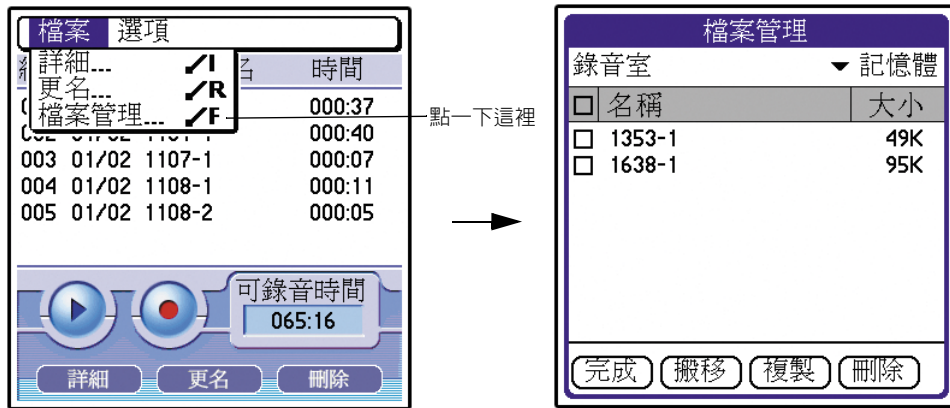 檔案 選項
時間
詳細... I
更名... R
000:37
檔案管理... F
000:40
003 01/02 1107-1 000:07
004 01/02 1108-1 000:11
005 01/02 1108-2 000:05
可錄音時間
065:16
詳細 更名 刪除
點一下這裡
檔案管理
錄音室 記憶體
名稱 大小
1353-1 49K
1638-1 95K
完成 搬移 複製 刪除